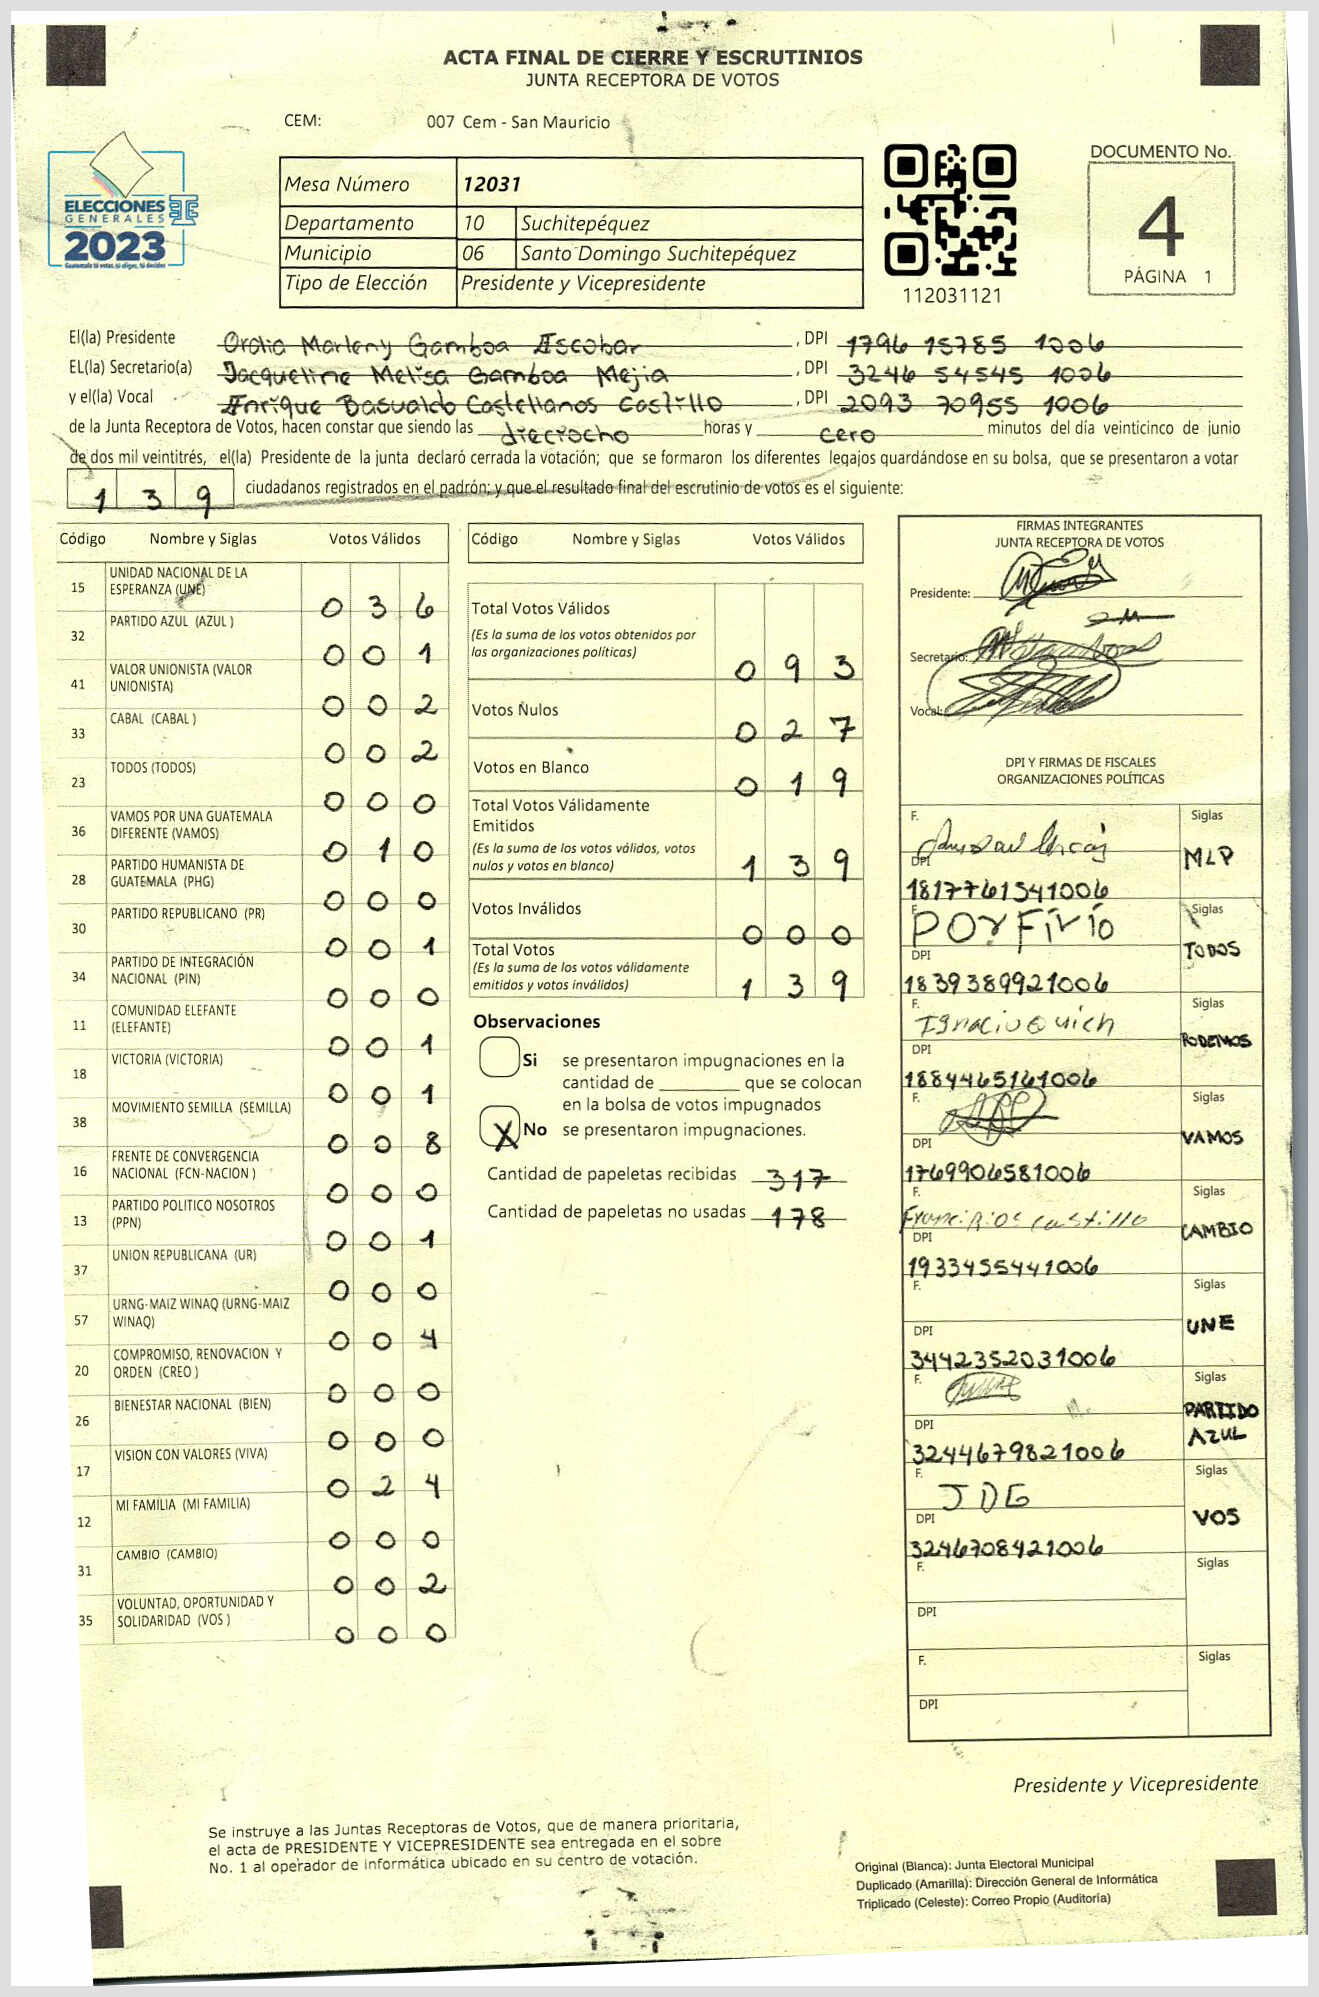 ACTA FINAL DE CIERRE Y ESCRUTINIOS
JUNTA RECEPTORA DE VOTOS
CEM: 007 Cem - San Mauricio
ELECCIONES
GENERALES
2023
Guatemala tú votas, tú eliges, tú decides
Mesa Número 12031
Departamento 10 Suchitepéquez
Municipio 06 Santo Domingo Suchitepéquez
Tipo de Elección Presidente y Vicepresidente
112031121
DOCUMENTO No.
4
PÁGINA 1
El(la) Presidente Oralia Marleny Gamboa Escobar, DPI 1796 15785 1006
EL(la) Secretario(a) Jacqueline Melisa Gamboa Mejia, DPI 3246 54545 1006
y el(la) Vocal Enrique Basualdo Castellanos Castillo, DPI 2093 70955 1006
de la Junta Receptora de Votos, hacen constar que siendo las dieciocho horas y cero minutos del día veinticinco de junio
de dos mil veintitrés, el(la) Presidente de la junta declaró cerrada la votación; que se formaron los diferentes legajos guardándose en su bolsa, que se presentaron a votar
139 ciudadanos registrados en el padrón; y que el resultado final del escrutinio de votos es el siguiente:
Código Nombre y Siglas Votos Válidos
15 UNIDAD NACIONAL DE LA ESPERANZA (UNE) 0 3 6
32 PARTIDO AZUL (AZUL ) 0 0 1
41 VALOR UNIONISTA (VALOR UNIONISTA) 0 0 2
33 CABAL (CABAL ) 0 0 2
23 TODOS (TODOS) 0 0 0
36 VAMOS POR UNA GUATEMALA DIFERENTE (VAMOS) 0 1 0
28 PARTIDO HUMANISTA DE GUATEMALA (PHG) 0 0 0
30 PARTIDO REPUBLICANO (PR) 0 0 1
34 PARTIDO DE INTEGRACIÓN NACIONAL (PIN) 0 0 0
11 COMUNIDAD ELEFANTE (ELEFANTE) 0 0 1
18 VICTORIA (VICTORIA) 0 0 1
38 MOVIMIENTO SEMILLA (SEMILLA) 0 0 8
16 FRENTE DE CONVERGENCIA NACIONAL (FCN-NACION ) 0 0 0
13 PARTIDO POLITICO NOSOTROS (PPN) 0 0 1
37 UNION REPUBLICANA (UR) 0 0 0
57 URNG-MAIZ WINAQ (URNG-MAIZ WINAQ) 0 0 4
20 COMPROMISO, RENOVACION Y ORDEN (CREO ) 0 0 0
26 BIENESTAR NACIONAL (BIEN) 0 0 0
17 VISION CON VALORES (VIVA) 0 2 4
12 MI FAMILIA (MI FAMILIA) 0 0 0
31 CAMBIO (CAMBIO) 0 0 2
35 VOLUNTAD, OPORTUNIDAD Y SOLIDARIDAD (VOS ) 0 0 0
Código Nombre y Siglas Votos Válidos
Total Votos Válidos
(Es la suma de los votos obtenidos por
las organizaciones políticas) 0 9 3
Votos Nulos 0 2 7
Votos en Blanco 0 1 9
Total Votos Válidamente
Emitidos
(Es la suma de los votos válidos, votos
nulos y votos en blanco) 1 3 9
Votos Inválidos 0 0 0
Total Votos
(Es la suma de los votos válidamente
emitidos y votos inválidos) 1 3 9
Observaciones
Si se presentaron impugnaciones en la
cantidad de ________ que se colocan
en la bolsa de votos impugnados
X No se presentaron impugnaciones.
Cantidad de papeletas recibidas 317
Cantidad de papeletas no usadas 178
FIRMAS INTEGRANTES
JUNTA RECEPTORA DE VOTOS
Presidente:
Secretario:
Vocal:
DPI Y FIRMAS DE FISCALES
ORGANIZACIONES POLÍTICAS
F. Siglas
MLP
DPI
1817761541006
F. Porfirio Siglas
TODOS
DPI
1839389921006
F. Ignacio Quich Siglas
PODEMOS
DPI
1884465161006
F. Siglas
VAMOS
DPI
1769906581006
F. Rios Castillo Siglas
CAMBIO
DPI
1933455441006
F. Siglas
UNE
DPI
3442352031006
F. Siglas
PARTIDO
AZUL
DPI
3244679821006
F. JDG Siglas
VOS
DPI
3246708421006
F. Siglas
DPI
F. Siglas
DPI
Presidente y Vicepresidente
Se instruye a las Juntas Receptoras de Votos, que de manera prioritaria,
el acta de PRESIDENTE Y VICEPRESIDENTE sea entregada en el sobre
No. 1 al operador de informática ubicado en su centro de votación.
Original (Blanca): Junta Electoral Municipal
Duplicado (Amarilla): Dirección General de Informática
Triplicado (Celeste): Correo Propio (Auditoría)